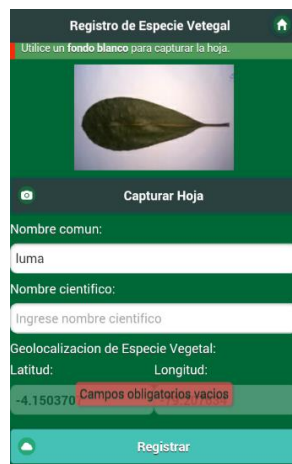 Registro de Especie Vetegal
Utilice un fondo blanco para capturar la hoja.
Capturar Hoja
Nombre comun:
luma
Nombre cientifico:
Ingrese nombre cientifico
Geolocalizacion de Especie Vegetal:
Latitud: Longitud:
-4.150370
Campos obligatorios vacios
Registrar